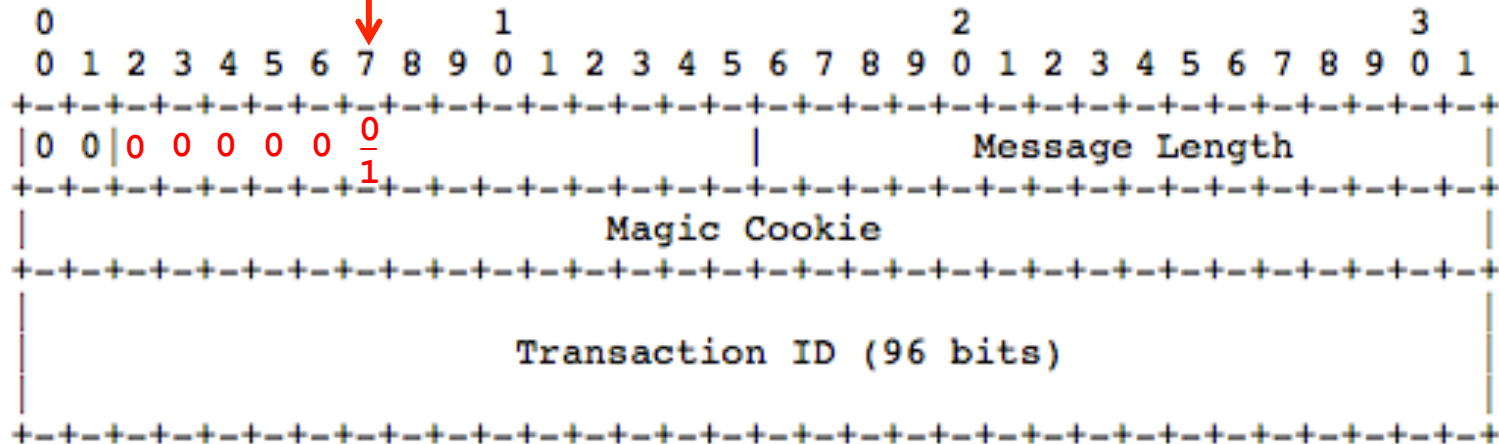 0 1 2 3
0 1 2 3 4 5 6 7 8 9 0 1 2 3 4 5 6 7 8 9 0 1 2 3 4 5 6 7 8 9 0 1
+-+-+-+-+-+-+-+-+-+-+-+-+-+-+-+-+-+-+-+-+-+-+-+-+-+-+-+-+-+-+-+-+
|0 0|0 0 0 0 0 0/1 | Message Length |
+-+-+-+-+-+-+-+-+-+-+-+-+-+-+-+-+-+-+-+-+-+-+-+-+-+-+-+-+-+-+-+-+
| Magic Cookie |
+-+-+-+-+-+-+-+-+-+-+-+-+-+-+-+-+-+-+-+-+-+-+-+-+-+-+-+-+-+-+-+-+
| |
| Transaction ID (96 bits) |
| |
+-+-+-+-+-+-+-+-+-+-+-+-+-+-+-+-+-+-+-+-+-+-+-+-+-+-+-+-+-+-+-+-+